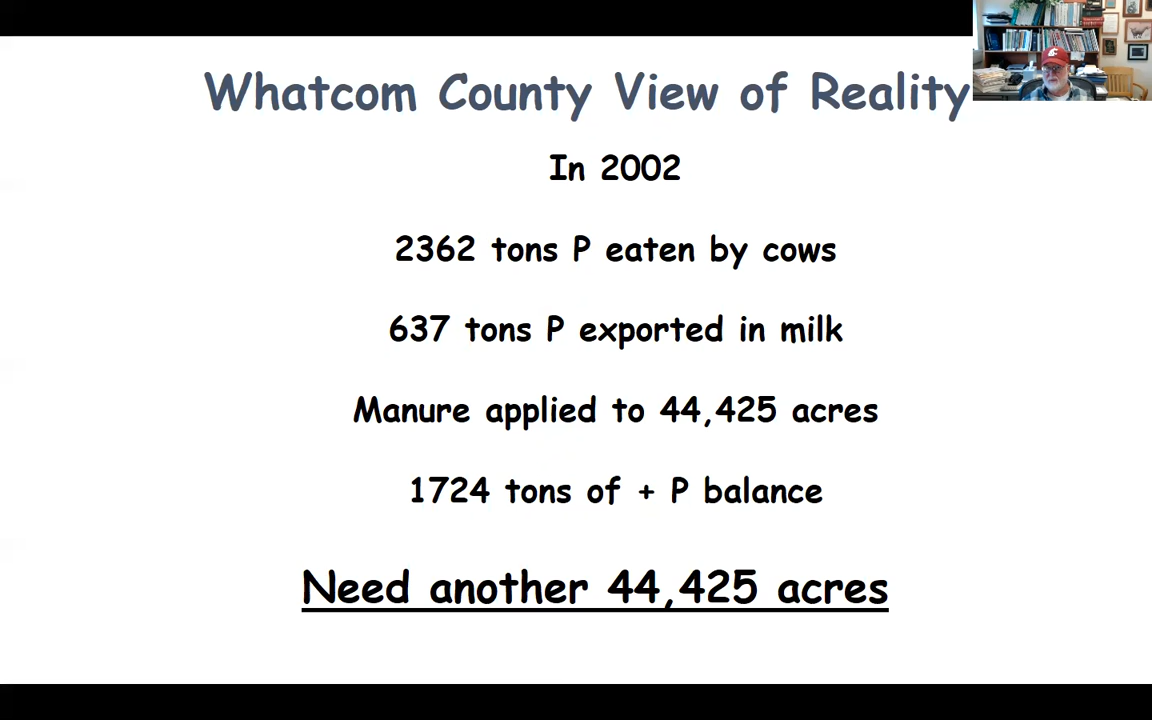 Whatcom County View of Reality
In 2002
2362 tons P eaten by cows
637 tons P exported in milk
Manure applied to 44,425 acres
1724 tons of + P balance
Need another 44,425 acres